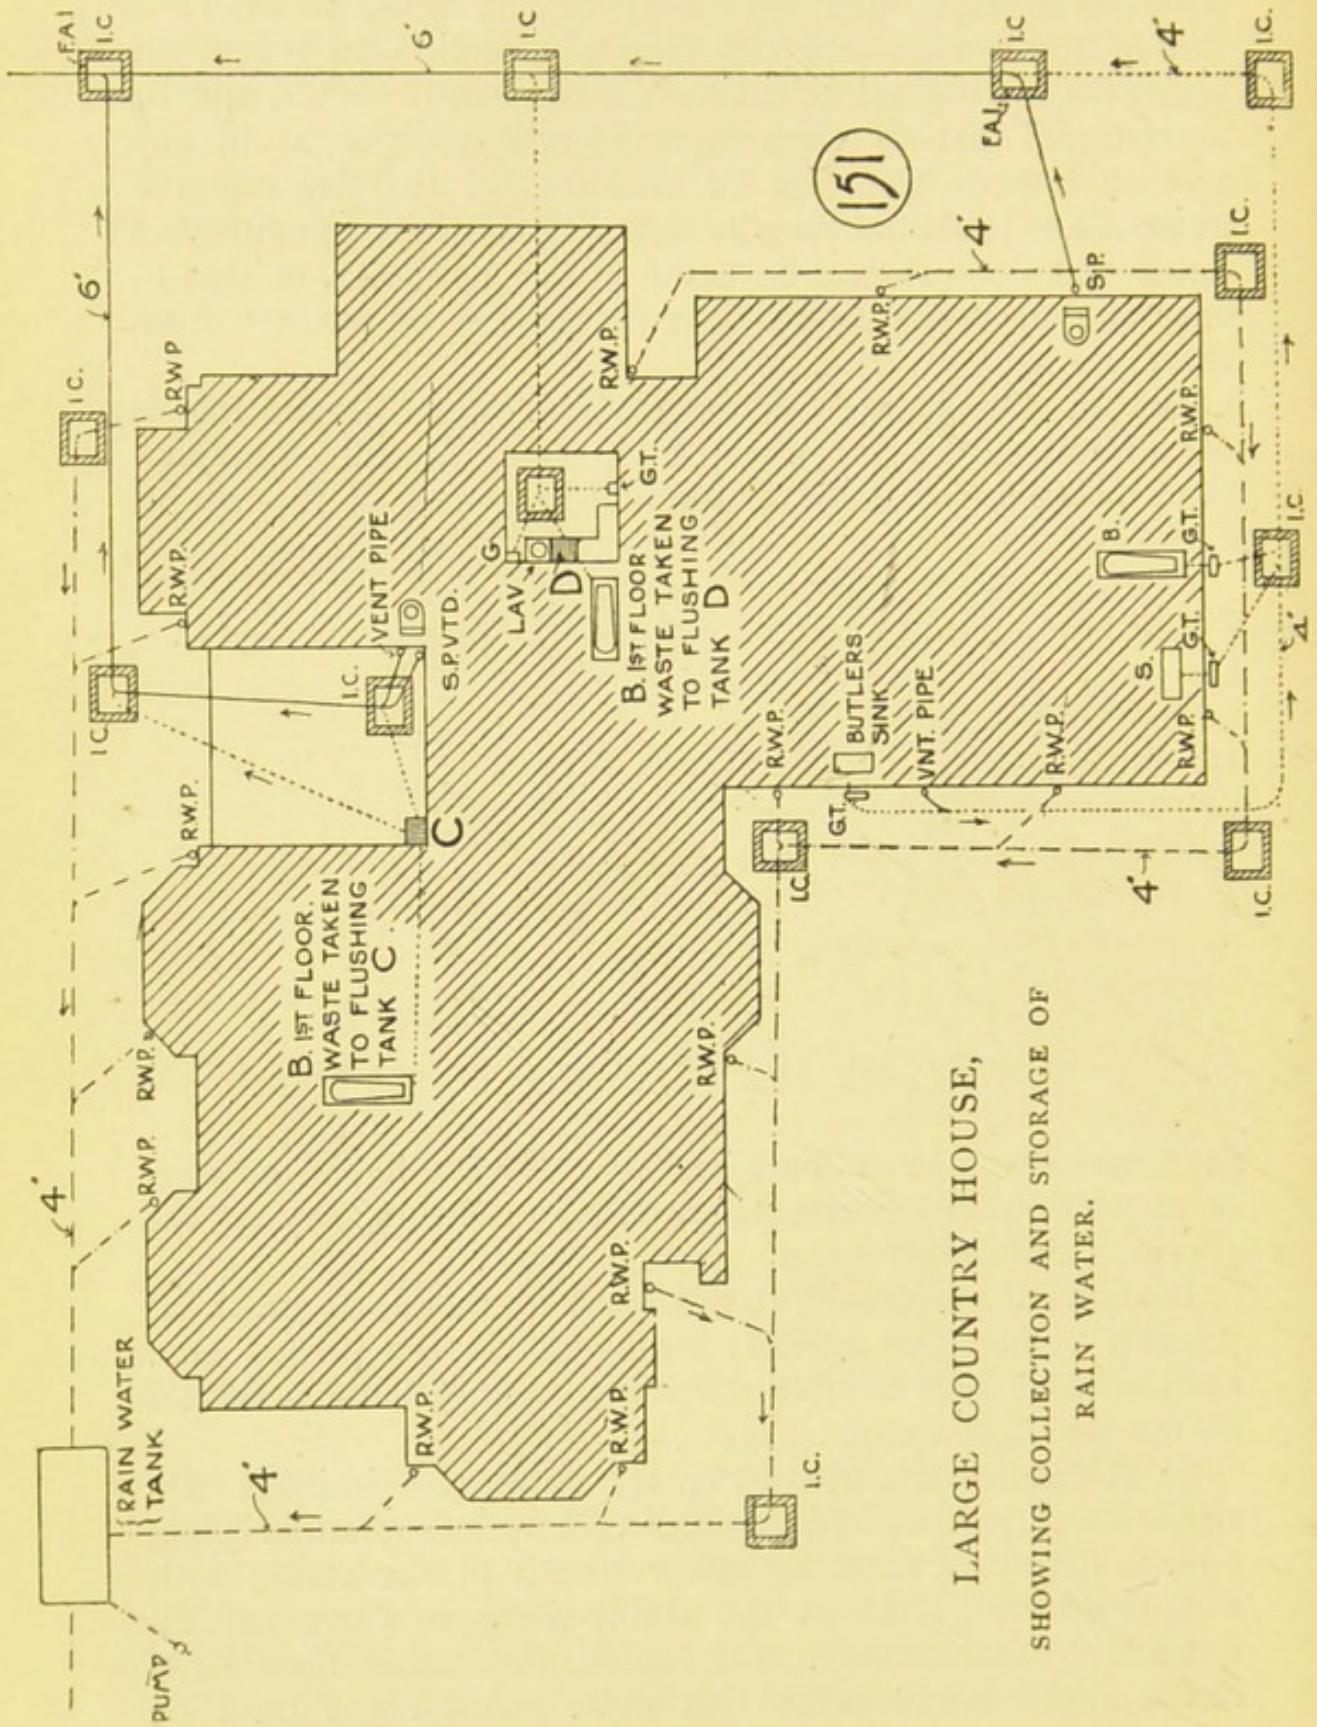 F.A.I
I.C
6"
I.C
I.C
4"
I.C.
6"
F.A.I.
151
I.C.
R.W.P
R.W.P.
4"
R.W.P.
S.P.
I.C.
R.W.P.
VENT PIPE
G
LAV
D
G.T.
R.W.P.
B.
G.T.
I.C.
I.C.
I.C.
S.P.VTD.
B. 1ST FLOOR
WASTE TAKEN
TO FLUSHING
TANK D
BUTLERS
SINK
S.
G.T.
4"
R.W.P.
C
R.W.P.
G.T.
VNT. PIPE
R.W.P.
R.W.P.
B. 1ST FLOOR.
WASTE TAKEN
TO FLUSHING
TANK C.
I.C.
4"
I.C.
R.W.P.
R.W.P.
4"
R.W.P.
R.W.P.
RAIN WATER
TANK
4"
R.W.P.
R.W.P.
I.C.
PUMP
LARGE COUNTRY HOUSE,
SHOWING COLLECTION AND STORAGE OF
RAIN WATER.